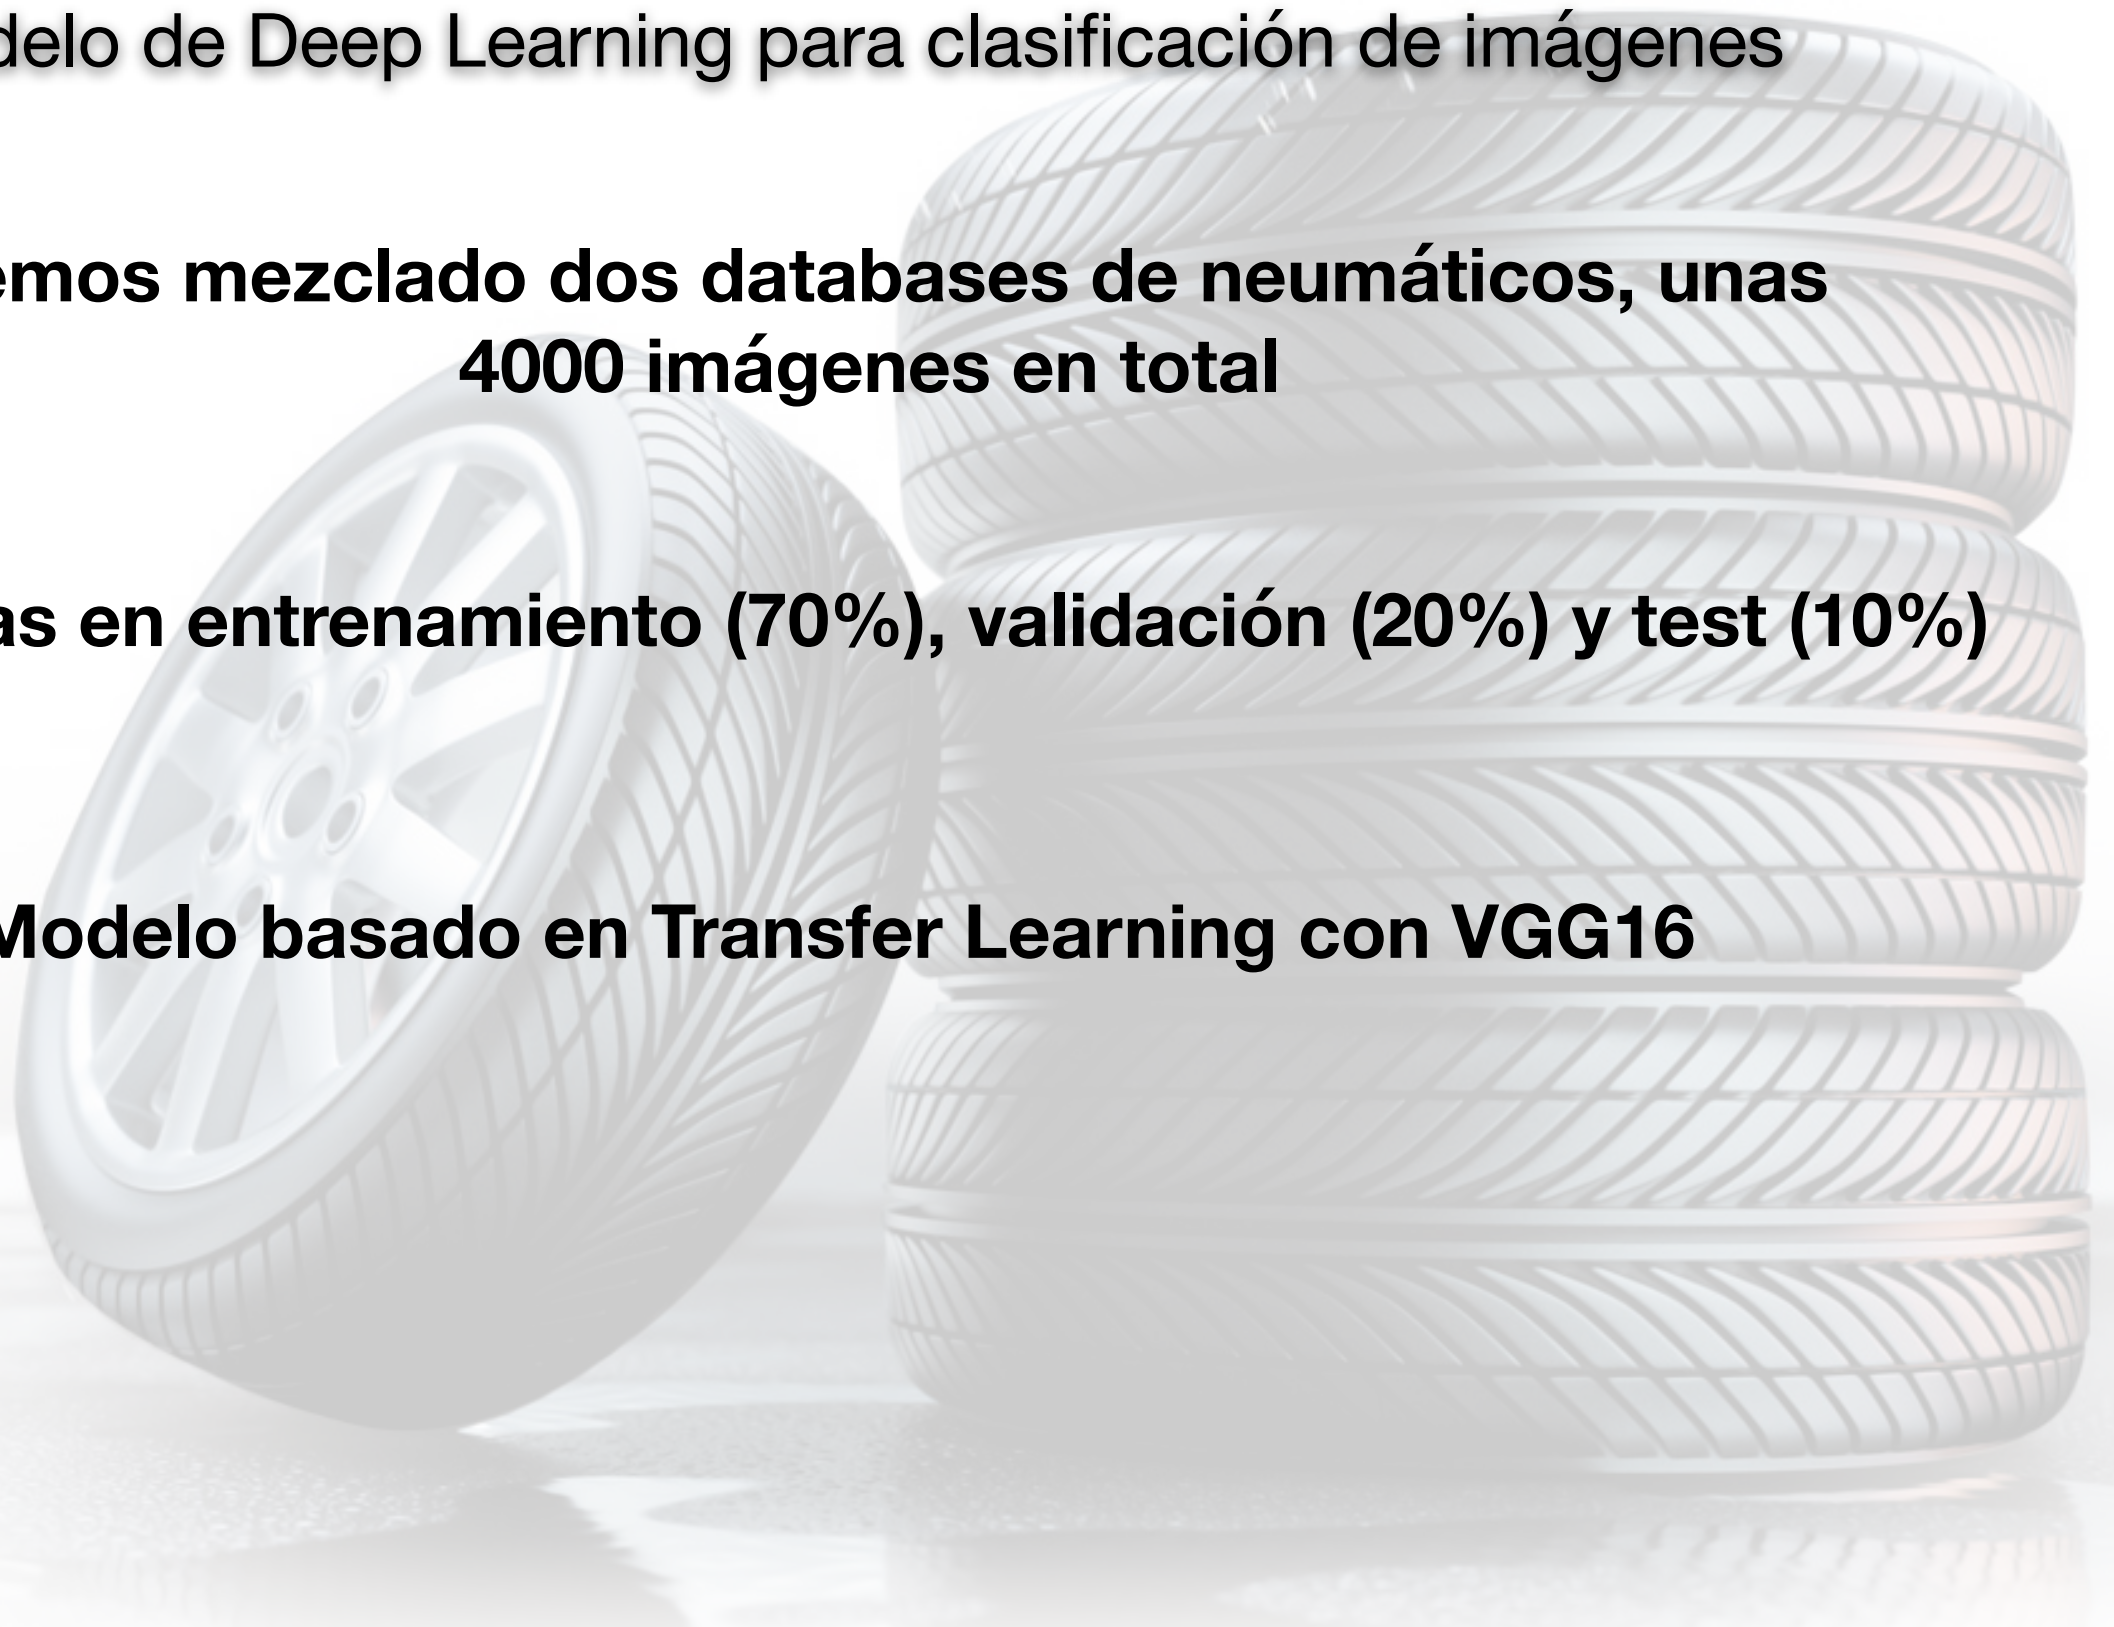 delo de Deep Learning para clasificación de imágenes
emos mezclado dos databases de neumáticos, unas
4000 imágenes en total
as en entrenamiento (70%), validación (20%) y test (10%)
Modelo basado en Transfer Learning con VGG16